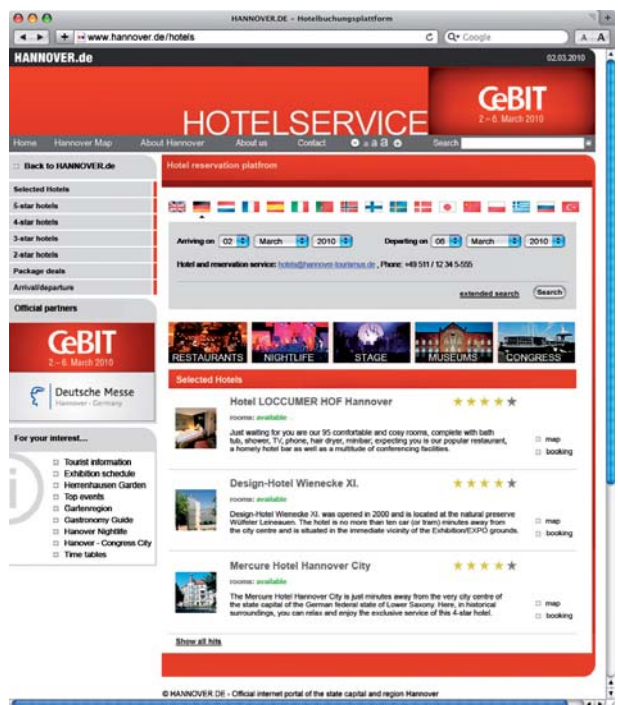 HANNOVER.DE – Hotelbuchungsplattform
www.hannover.de/hotels
Google
A A
HANNOVER.de
02.03.2010
HOTELSERVICE
CeBIT
2 – 6. March 2010
Home Hannover Map About Hannover About us Contact a a a Search
Back to HANNOVER.de
Selected Hotels
5-star hotels
4-star hotels
3-star hotels
2-star hotels
Package deals
Arrival/departure
Official partners
CeBIT
2.– 6. March 2010
Deutsche Messe
Hannover · Germany
For your interest...
Tourist information
Exhibition schedule
Herrenhausen Garden
Top events
Gartenregion
Gastronomy Guide
Hanover Nightlife
Hanover - Congress City
Time tables
Hotel reservation platfrom
Arriving on 02 March 2010 Departing on 06 March 2010
Hotel and reservation service: hotels@hannover-tourismus.de , Phone: +49 511 / 12 34 5-555
extended search Search
RESTAURANTS NIGHTLIFE STAGE MUSEUMS CONGRESS
Selected Hotels
Hotel LOCCUMER HOF Hannover
rooms: available
Just waiting for you are our 95 comfortable and cosy rooms, complete with bath
tub, shower, TV, phone, hair dryer, minibar; expecting you is our popular restaurant,
a homely hotel bar as well as a multitude of conferencing facilities.
map
booking
Design-Hotel Wienecke XI.
rooms: available
Design-Hotel Wienecke XI. was opened in 2000 and is located at the natural preserve
Wülfeler Leineauen. The hotel is no more than ten car (or tram) minutes away from
the city centre and is situated in the immediate vicinity of the Exhibition/EXPO grounds.
map
booking
Mercure Hotel Hannover City
rooms: available
The Mercure Hotel Hannover City is just minutes away from the very city centre of
the state capital of the German federal state of Lower Saxony. Here, in historical
surroundings, you can relax and enjoy the exclusive service of this 4-star hotel.
map
booking
Show all hits
© HANNOVER.DE - Official internet portal of the state capital and region Hannover